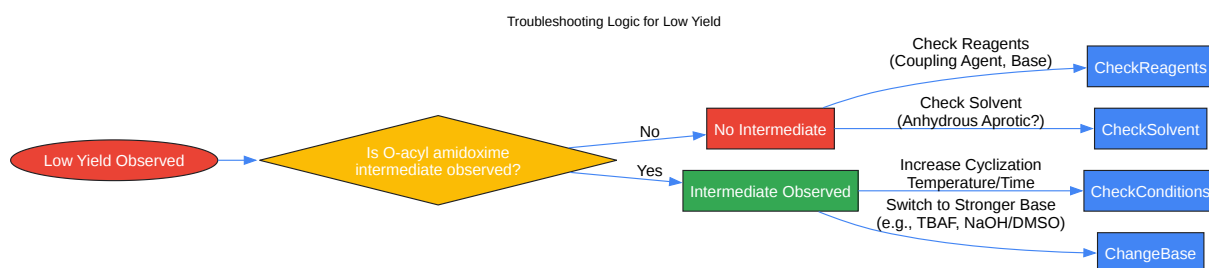 Troubleshooting Logic for Low Yield
Low Yield Observed
Is O-acyl amidoxime
intermediate observed?
No
Yes
No Intermediate
Intermediate Observed
Check Reagents
(Coupling Agent, Base)
CheckReagents
Check Solvent
(Anhydrous Aprotic?)
CheckSolvent
Increase Cyclization
Temperature/Time
CheckConditions
Switch to Stronger Base
(e.g., TBAF, NaOH/DMSO)
ChangeBase